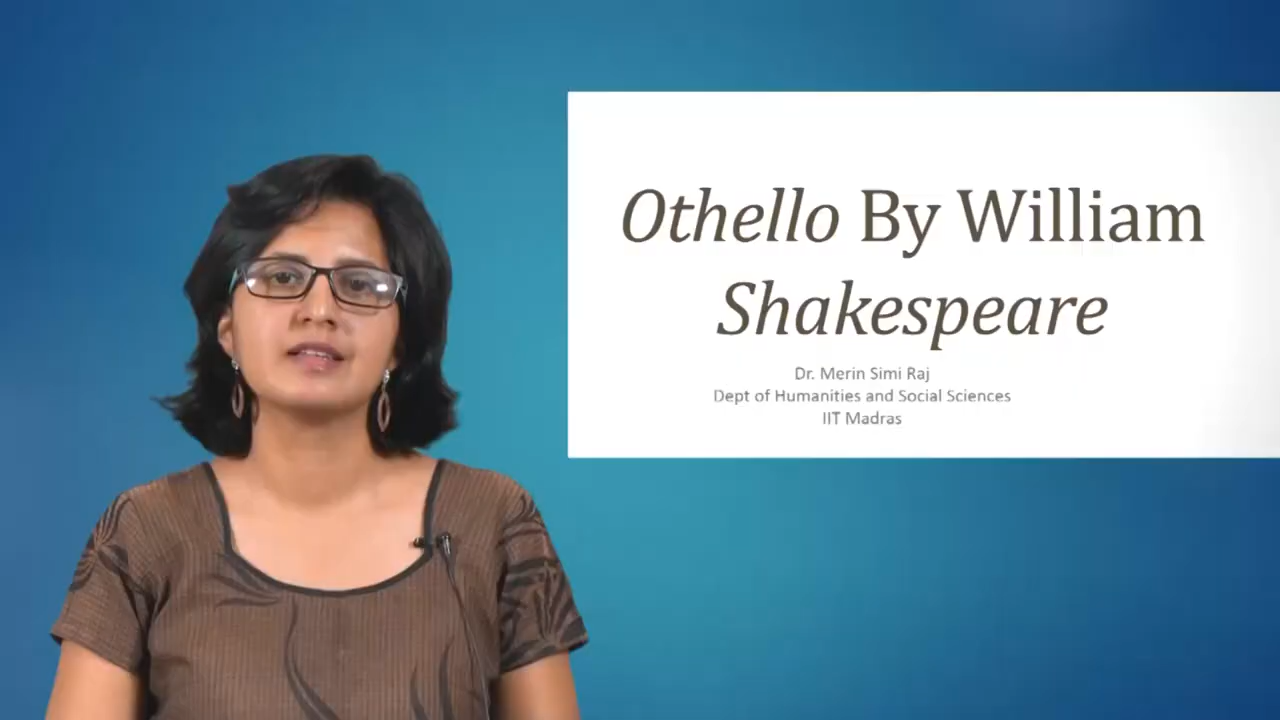 Othello By William
Shakespeare
Dr. Merin Simi Raj
Dept of Humanities and Social Sciences
IIT Madras